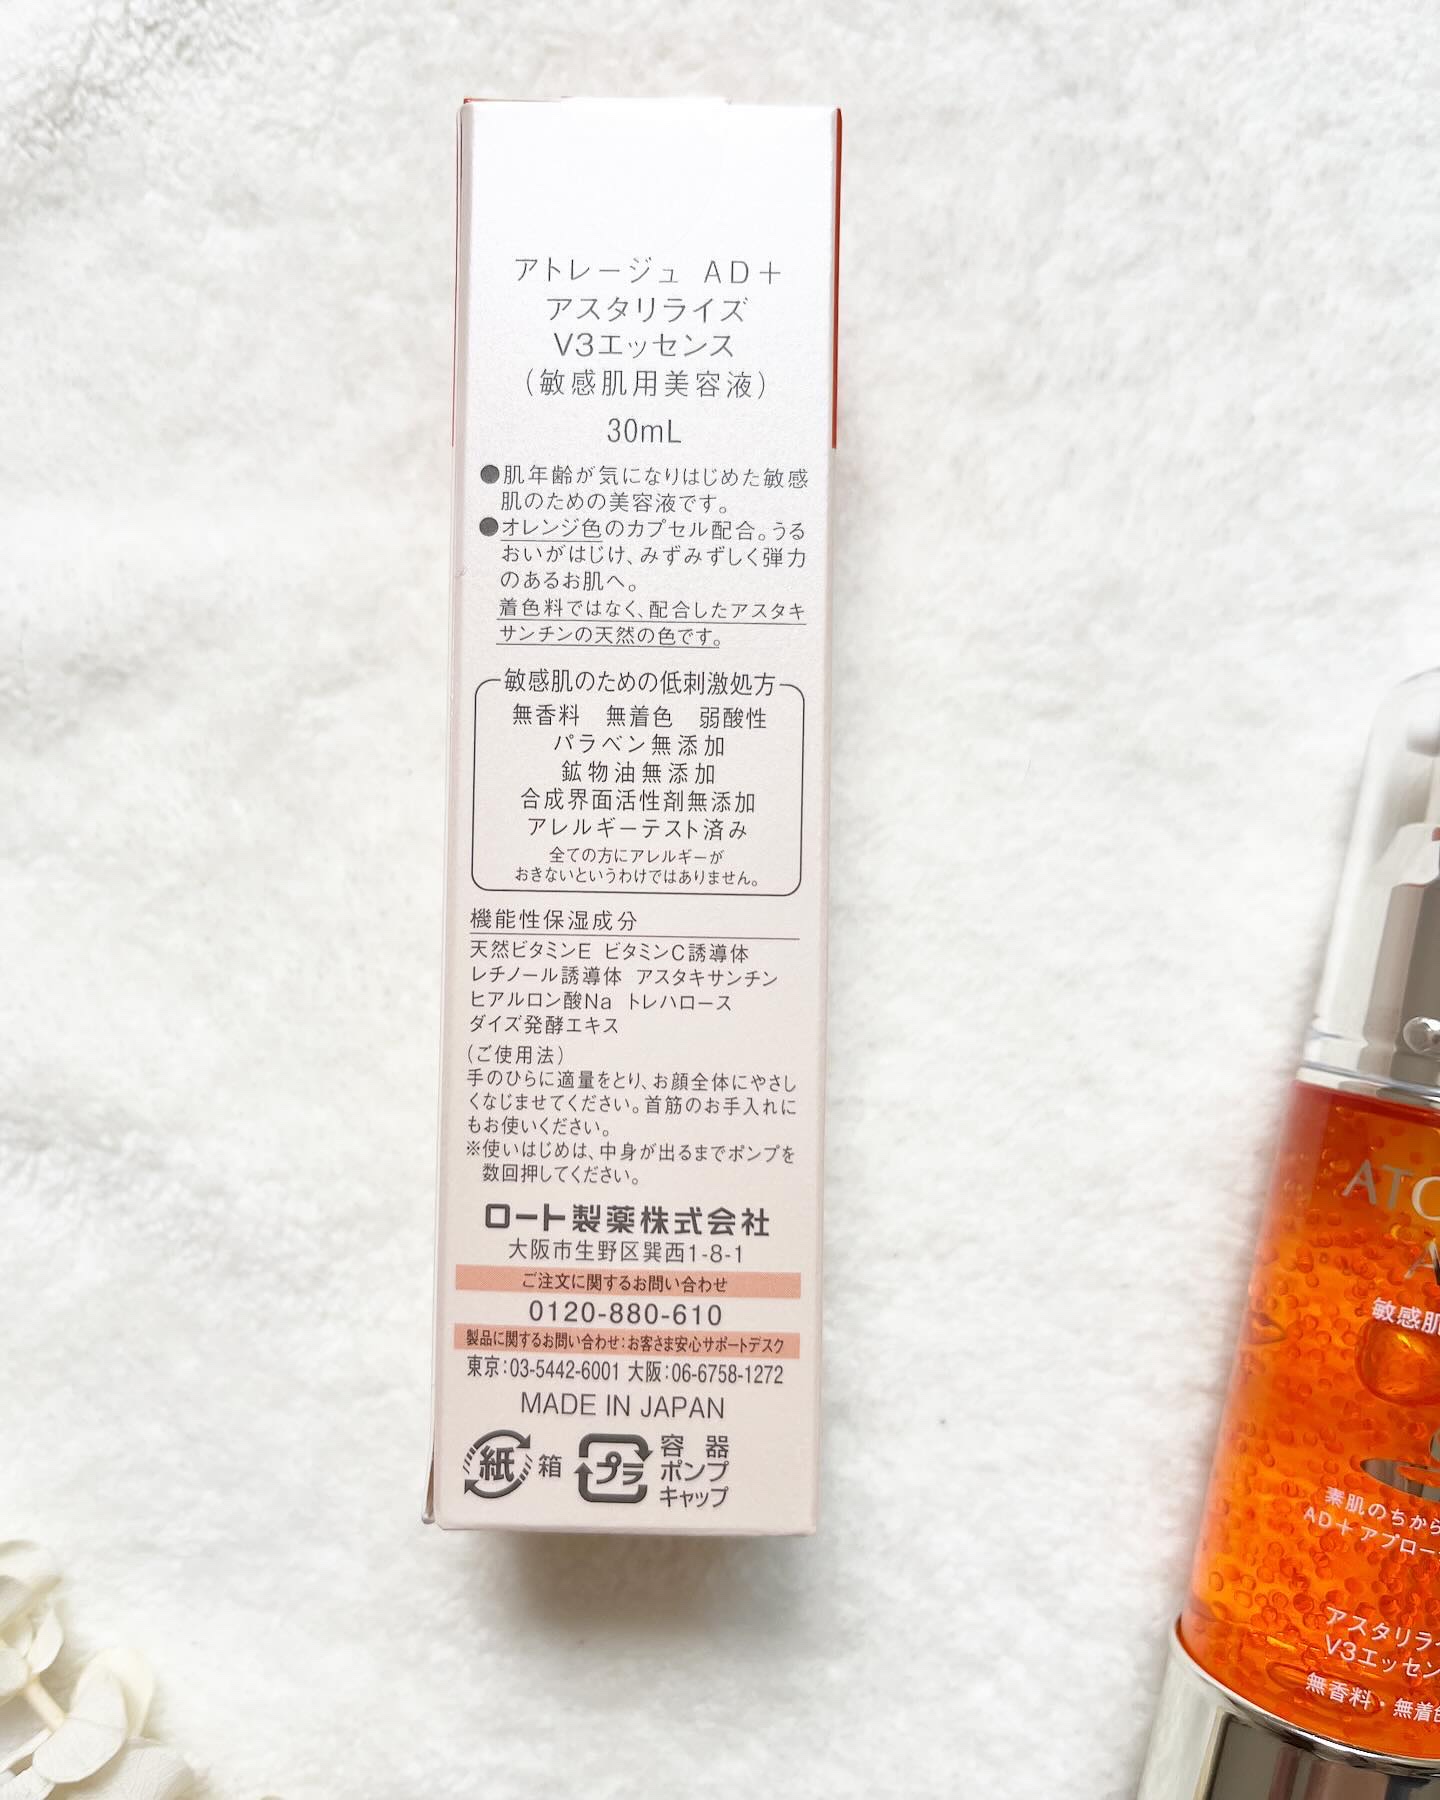 アトレージュ AD＋
アスタリライズ
V3エッセンス
（敏感肌用美容液）
30mL
●肌年齢が気になりはじめた敏感
肌のための美容液です。
●オレンジ色のカプセル配合。うる
おいがはじけ、みずみずしく弾力
のあるお肌へ。
着色料ではなく、配合したアスタキ
サンチンの天然の色です。
敏感肌のための低刺激処方
無香料 無着色 弱酸性
パラベン無添加
鉱物油無添加
合成界面活性剤無添加
アレルギーテスト済み
全ての方にアレルギーが
おきないというわけではありません。
機能性保湿成分
天然ビタミンE ビタミンC誘導体
レチノール誘導体 アスタキサンチン
ヒアルロン酸Na トレハロース
ダイズ発酵エキス
（ご使用法）
手のひらに適量をとり、お顔全体にやさし
くなじませてください。首筋のお手入れに
もお使いください。
※使いはじめは、中身が出るまでポンプを
数回押してください。
ロート製薬株式会社
大阪市生野区巽西1-8-1
ご注文に関するお問い合わせ
0120-880-610
製品に関するお問い合わせ：お客さま安心サポートデスク
東京：03-5442-6001 大阪：06-6758-1272
MADE IN JAPAN
紙 箱
プラ 容器
ポンプ
キャップ
AT
A
敏感肌
素肌のちから
AD＋アプロー
アスタリラ
V3エッセン
無香料・無着色